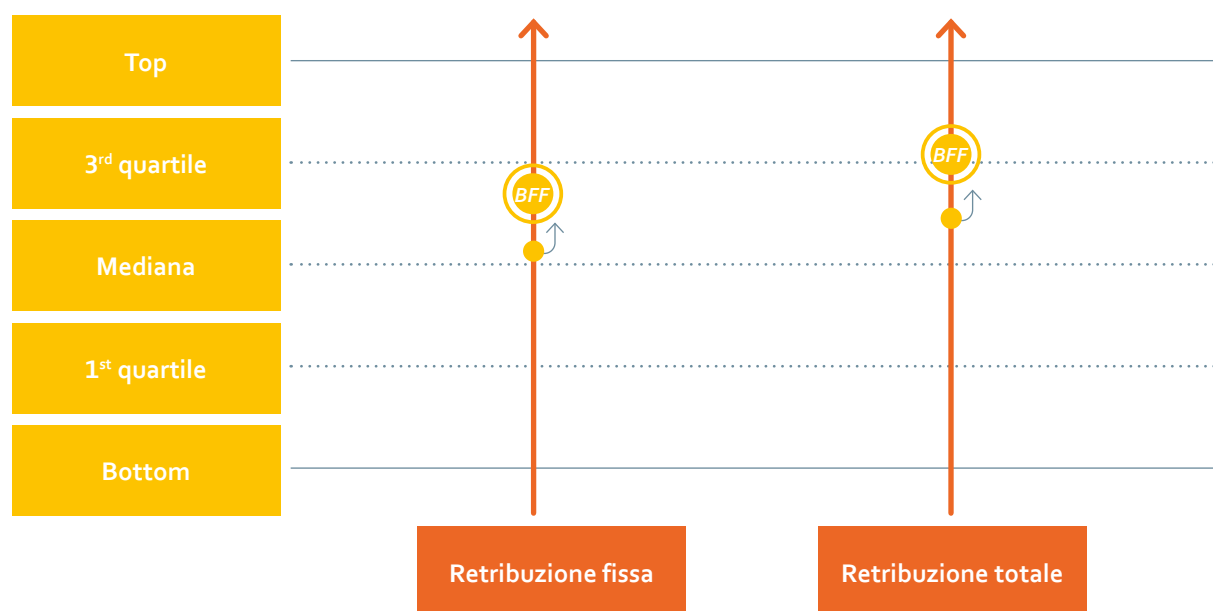 Top
3rd quartile
BFF
BFF
Mediana
1st quartile
Bottom
Retribuzione fissa
Retribuzione totale